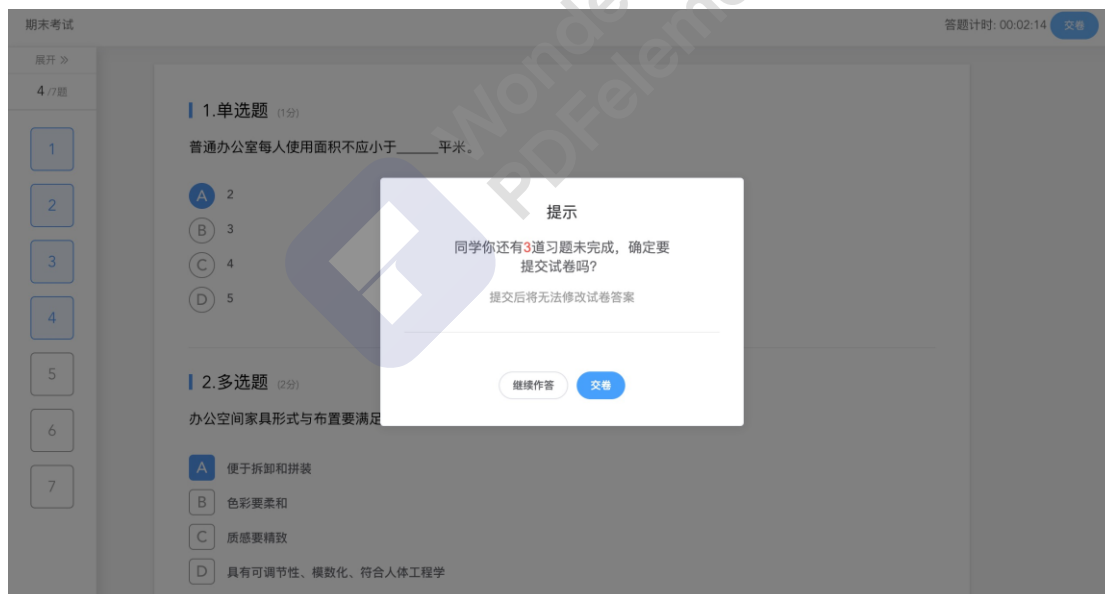 期末考试
答题计时: 00:02:14 交卷
展开 》
4 /7题
1
2
3
4
5
6
7
1.单选题 (1分)
普通办公室每人使用面积不应小于_____平米。
A 2
B 3
C 4
D 5
2.多选题 (2分)
办公空间家具形式与布置要满足
A 便于拆卸和拼装
B 色彩要柔和
C 质感要精致
D 具有可调节性、模数化、符合人体工程学
提示
同学你还有3道习题未完成，确定要
提交试卷吗?
提交后将无法修改试卷答案
继续作答 交卷